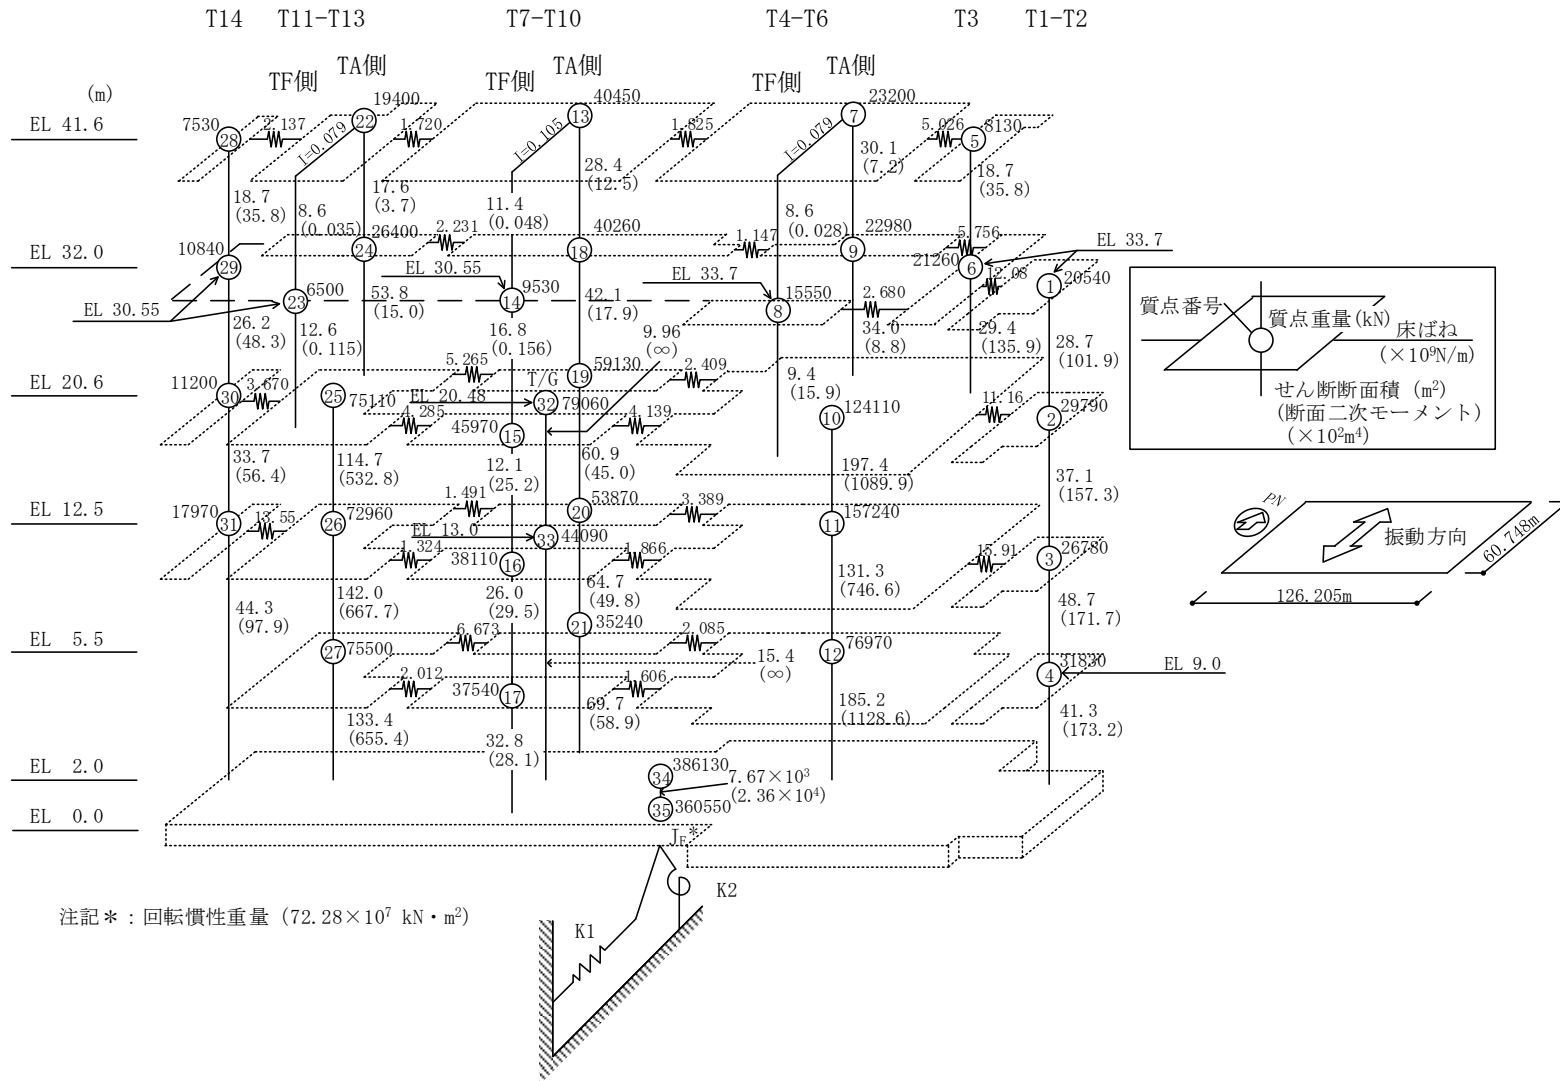 T14 T11-T13 T7-T10 T4-T6 T3 T1-T2
TF側 TA側 TF側 TA側 TF側 TA側
(m)
EL 41.6
7530 28 2.137 I=0.079 19400 22 1.720 I=0.105 40450 13 1.825 I=0.079 23200 7 5.026 8130 5
18.7
(35.8)
8.6
(0.035)
17.6
(3.7)
11.4
(0.048)
28.4
(12.5)
8.6
(0.028)
30.1
(7.2)
18.7
(35.8)
EL 32.0
10840 29 26400 24 2.231 40260 18 1.147 22980 9 5.756 21260 6 12.08 20540 1
EL 33.7
EL 30.55
6500 23
EL 30.55
9530 14
EL 33.7
15550 8 2.680
26.2
(48.3)
12.6
(0.115)
53.8
(15.0)
16.8
(0.156)
42.1
(17.9)
9.96
(∞)
34.0
(8.8)
29.4
(135.9)
28.7
(101.9)
9.4
(15.9)
EL 20.6
11200 30 3.670 25 75110 5.265 59130 19 2.409
T/G
EL 20.48
32 79060
4.285 45970 15 4.139 124110 10 11.16 29790 2
33.7
(56.4)
114.7
(532.8)
12.1
(25.2)
60.9
(45.0)
197.4
(1089.9)
37.1
(157.3)
EL 12.5
17970 31 13.55 26 72960 1.491 53870 20 3.389 157240 11
EL 13.0
33 44090
1.324 38110 16 1.866 15.91 26780 3
44.3
(97.9)
142.0
(667.7)
26.0
(29.5)
64.7
(49.8)
131.3
(746.6)
48.7
(171.7)
EL 5.5
27 75500 6.673 35240 21 2.085 76970 12
15.4
(∞)
31830 4
EL 9.0
2.012 37540 17 1.606
133.4
(655.4)
32.8
(28.1)
69.7
(58.9)
185.2
(1128.6)
41.3
(173.2)
EL 2.0
34 386130
7.67×10³
(2.36×10⁴)
EL 0.0
35 360550
J_E*
K2
K1
注記*:回転慣性重量 (72.28×10⁷ kN・m²)
質点番号
質点重量(kN)
床ばね
(×10⁹N/m)
せん断断面積 (m²)
(断面二次モーメント)
(×10²m⁴)
PN
振動方向
60.748m
126.205m